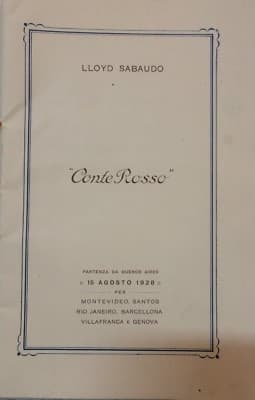 LLOYD SABAUDO
"Conte Rosso"
PARTENZA DA BUENOS AIRES
15 AGOSTO 1928
PER
MONTEVIDEO, SANTOS
RIO JANEIRO, BARCELLONA
VILLAFRANCA E GENOVA